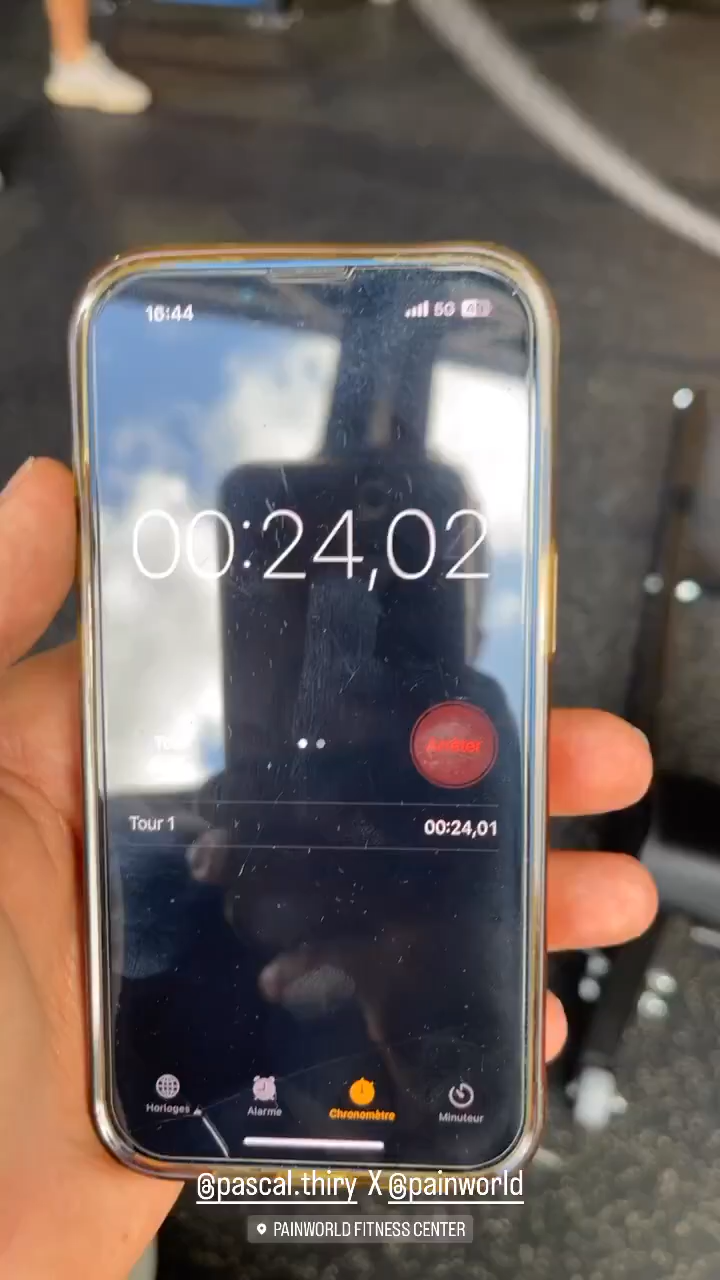 16:44
5G
00:24,02
Tour 1
00:24,01
Horloges
Alarme
Chronomètre
Minuteur
@pascal.thiry X @painworld
PAINWORLD FITNESS CENTER